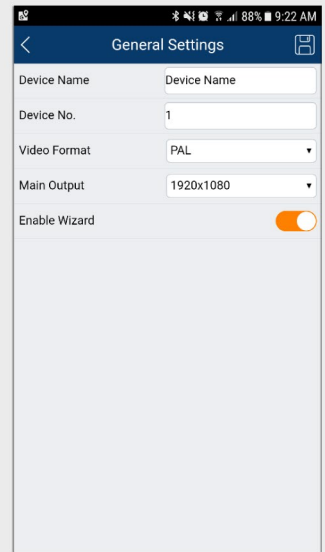 88% 9:22 AM
General Settings
Device Name Device Name
Device No. 1
Video Format PAL
Main Output 1920x1080
Enable Wizard